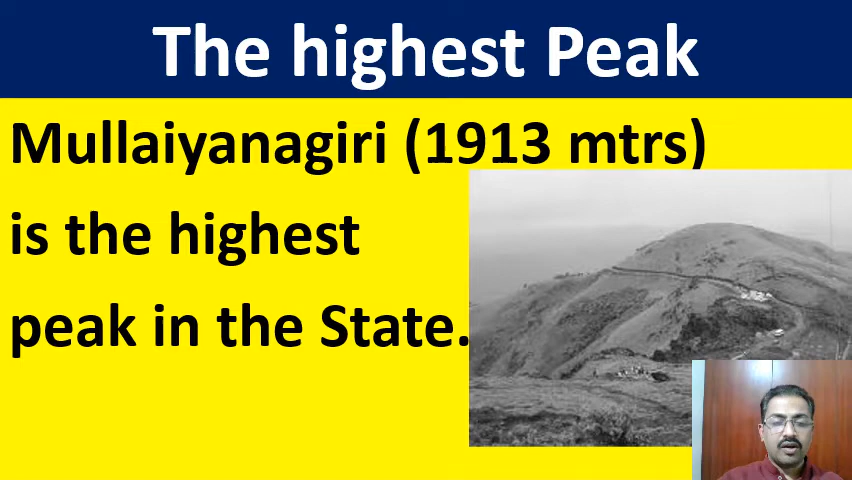 The highest Peak
Mullaiyanagiri (1913 mtrs)
is the highest
peak in the State.